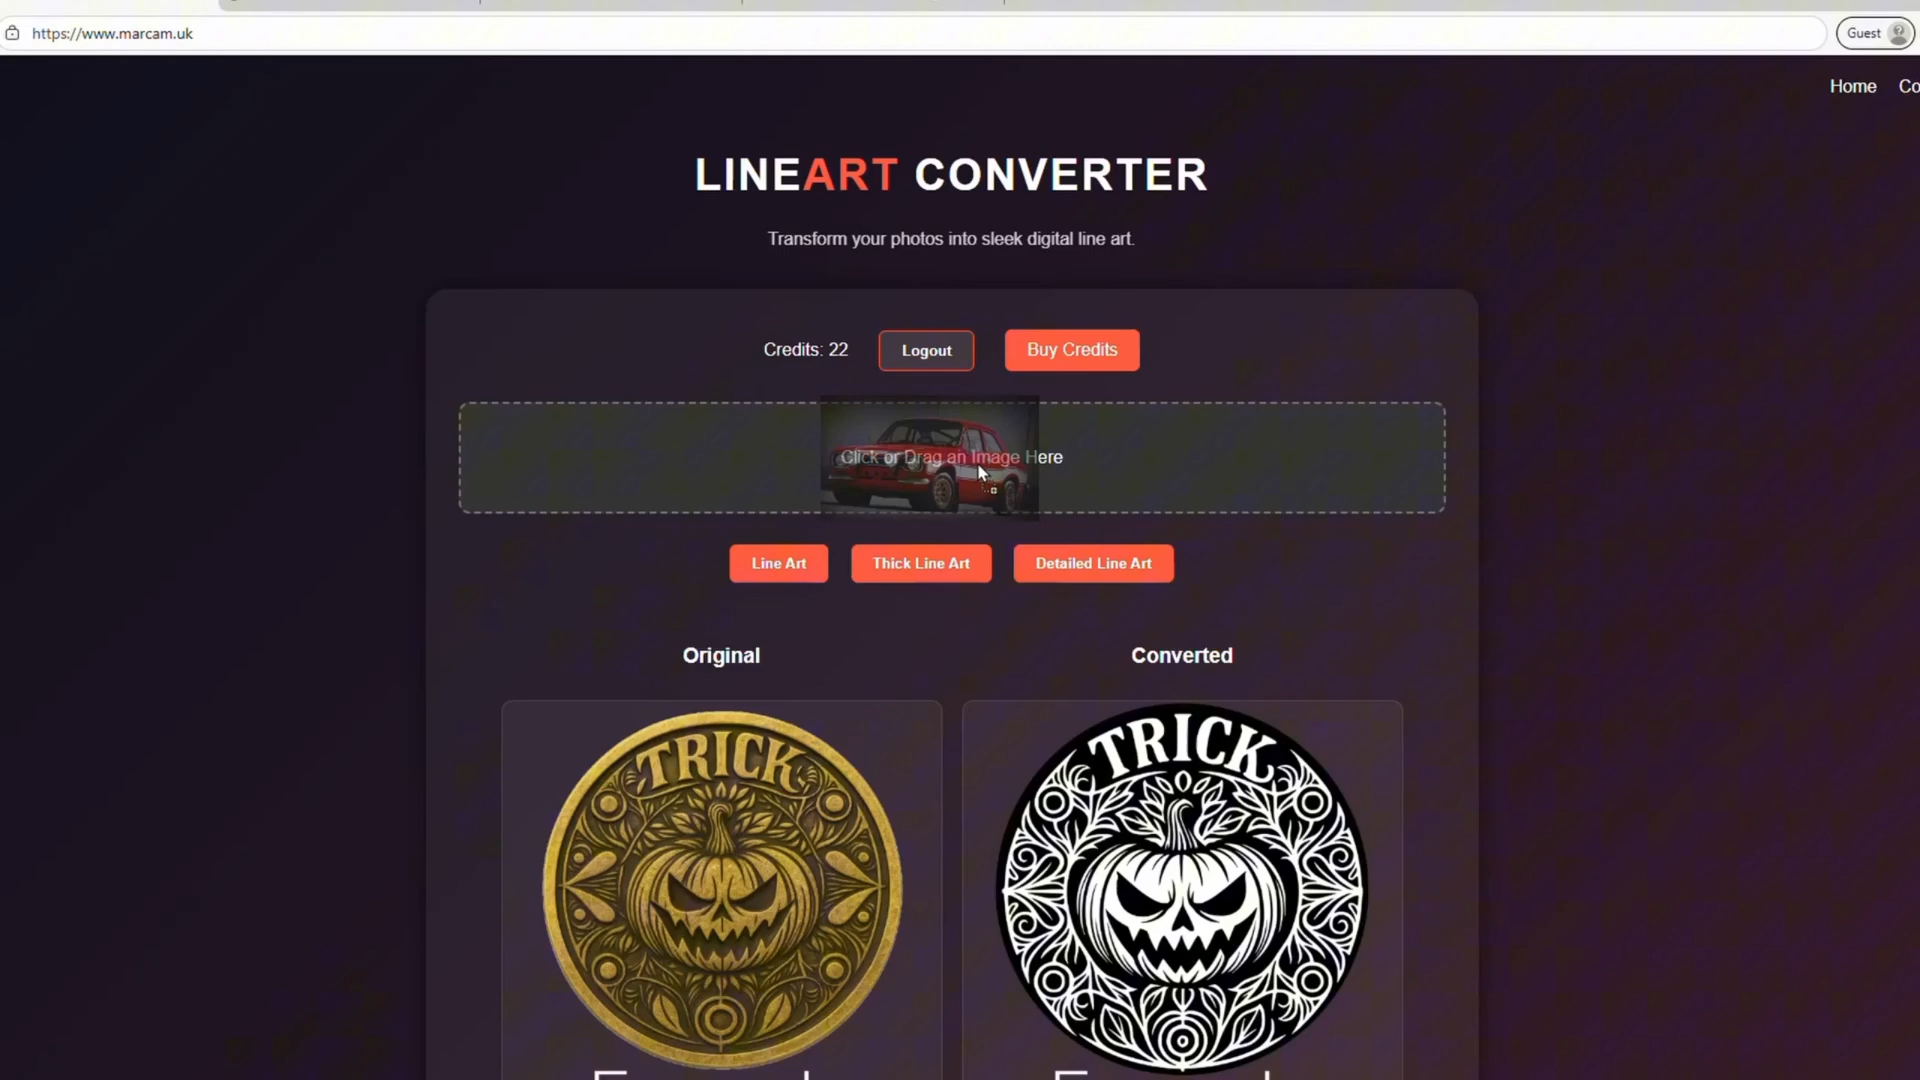 https://www.marcam.uk
Guest
Home
Co
LINEART CONVERTER
Transform your photos into sleek digital line art.
Credits: 22
Logout
Buy Credits
Click or Drag an Image Here
Line Art
Thick Line Art
Detailed Line Art
Original
Converted
TRICK
TRICK